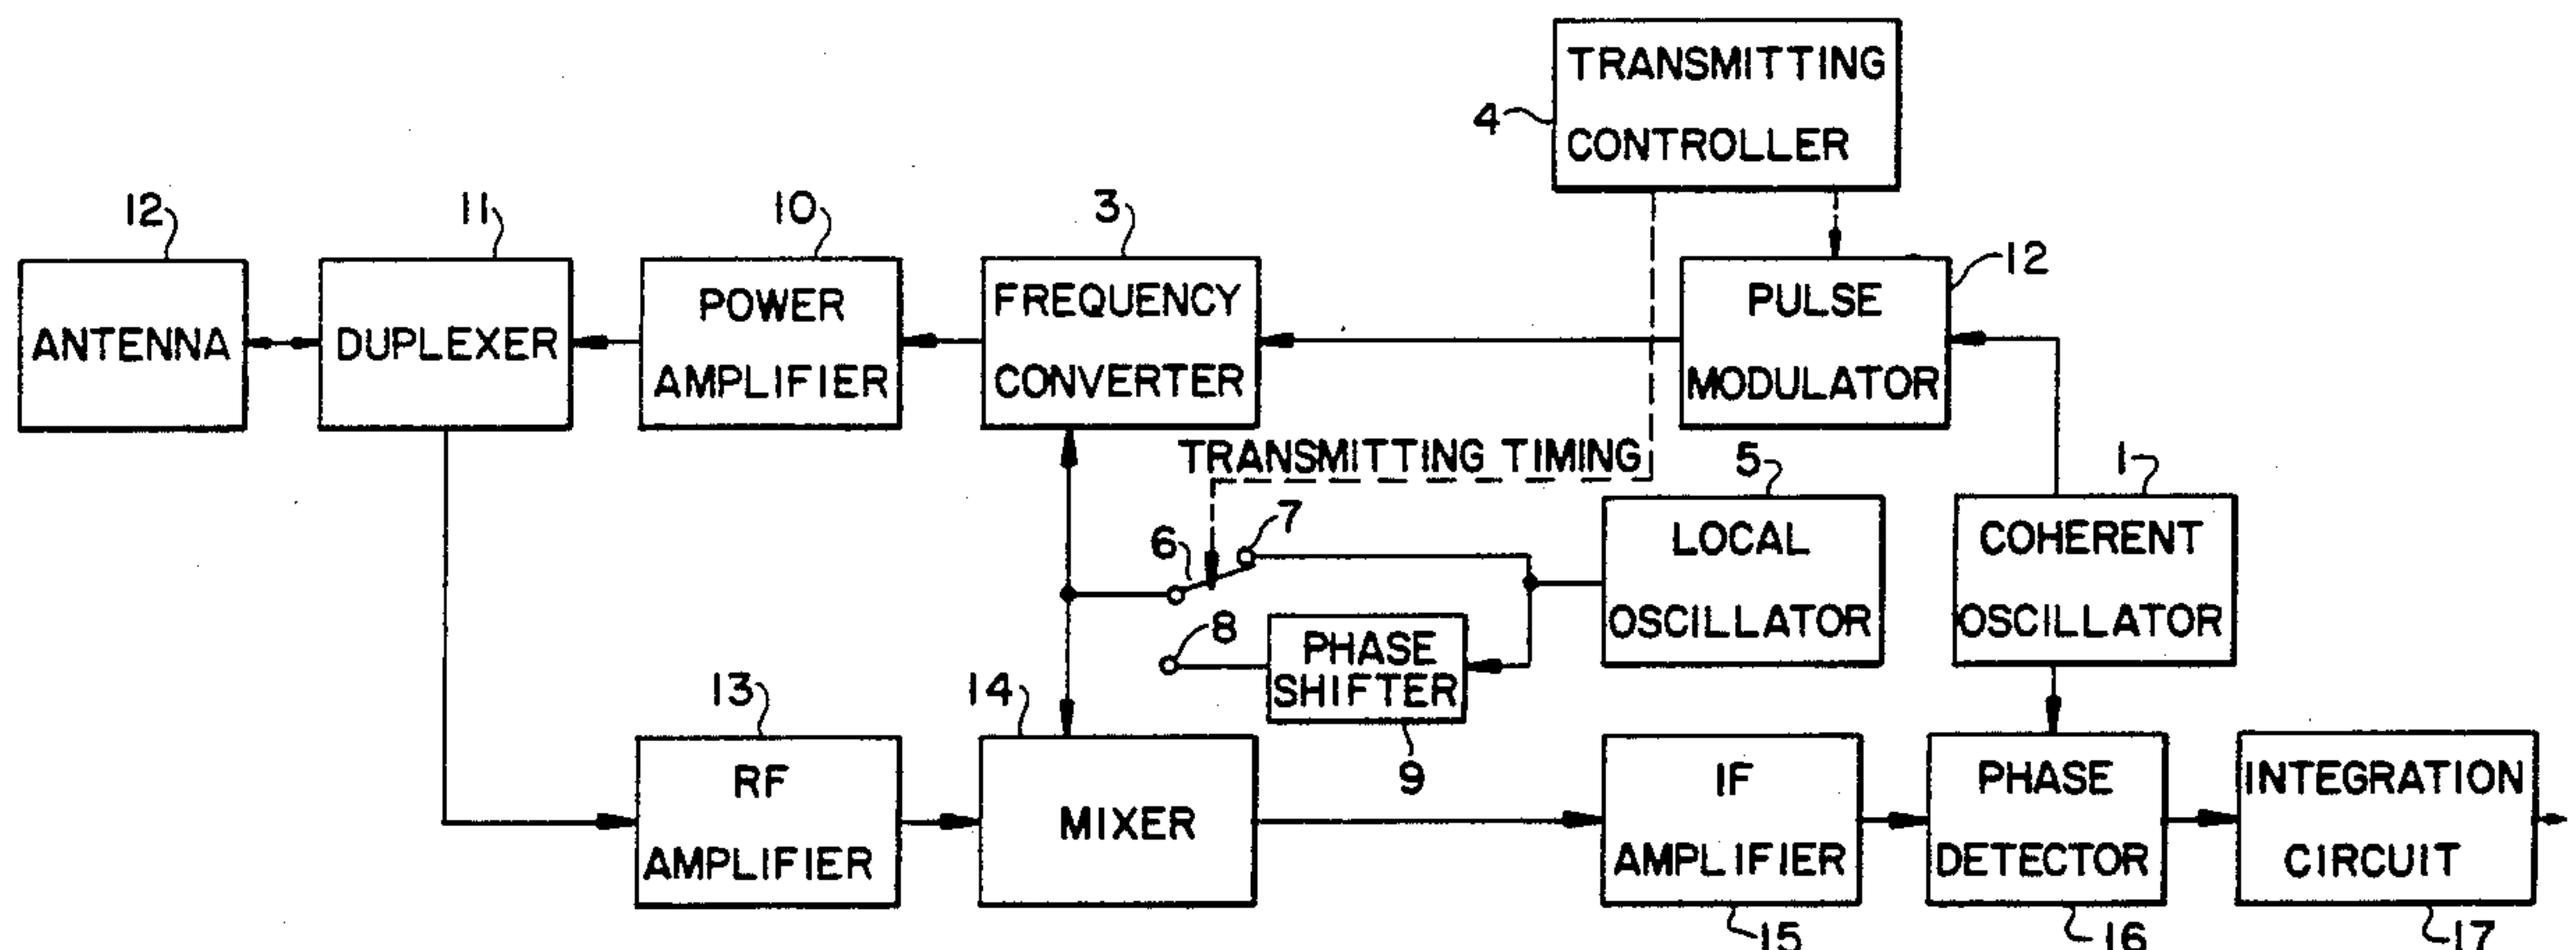 TRANSMITTING
CONTROLLER
4
12
11
10
3
12
ANTENNA
DUPLEXER
POWER
AMPLIFIER
FREQUENCY
CONVERTER
PULSE
MODULATOR
TRANSMITTING TIMING
5
1
6
7
LOCAL
OSCILLATOR
COHERENT
OSCILLATOR
8
PHASE
SHIFTER
9
13
14
RF
AMPLIFIER
MIXER
IF
AMPLIFIER
PHASE
DETECTOR
INTEGRATION
CIRCUIT
15
16
17